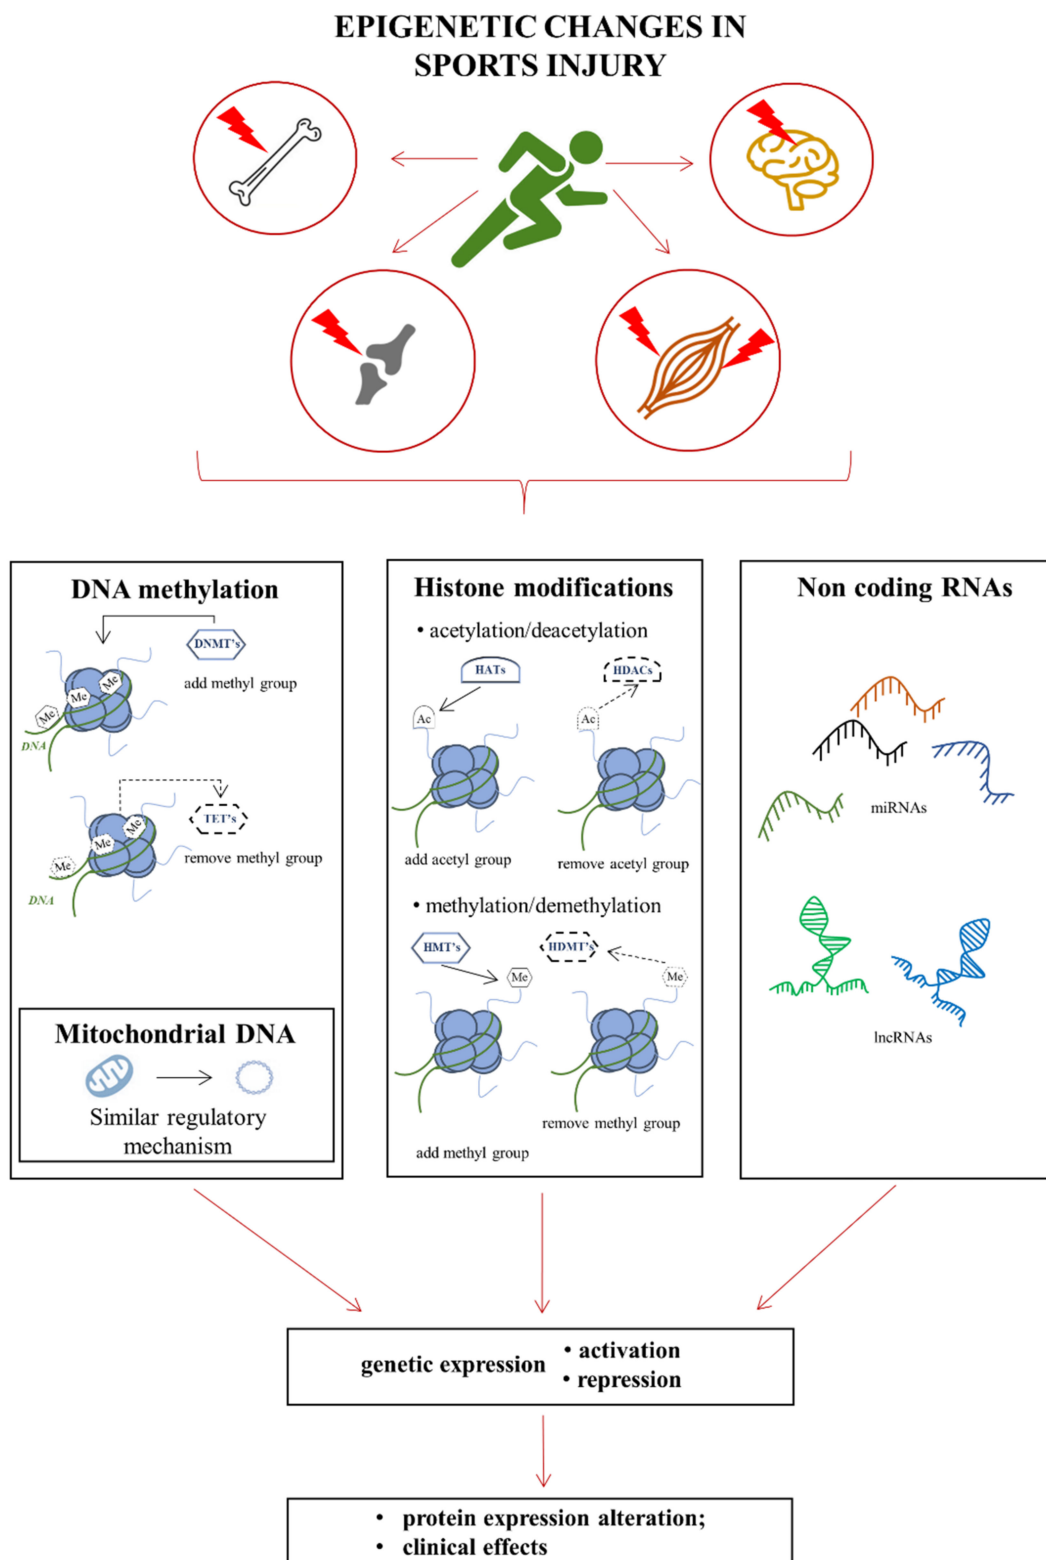 EPIGENETIC CHANGES IN
SPORTS INJURY
DNA methylation
DNMT's
add methyl group
Me
Me
Me
DNA
TET's
remove methyl group
Me
Me
Me
DNA
Mitochondrial DNA
Similar regulatory
mechanism
Histone modifications
• acetylation/deacetylation
HATs
HDACs
Ac
Ac
add acetyl group
remove acetyl group
• methylation/demethylation
HMT's
HDMT's
Me
Me
remove methyl group
add methyl group
Non coding RNAs
miRNAs
lncRNAs
genetic expression
• activation
• repression
• protein expression alteration;
• clinical effects